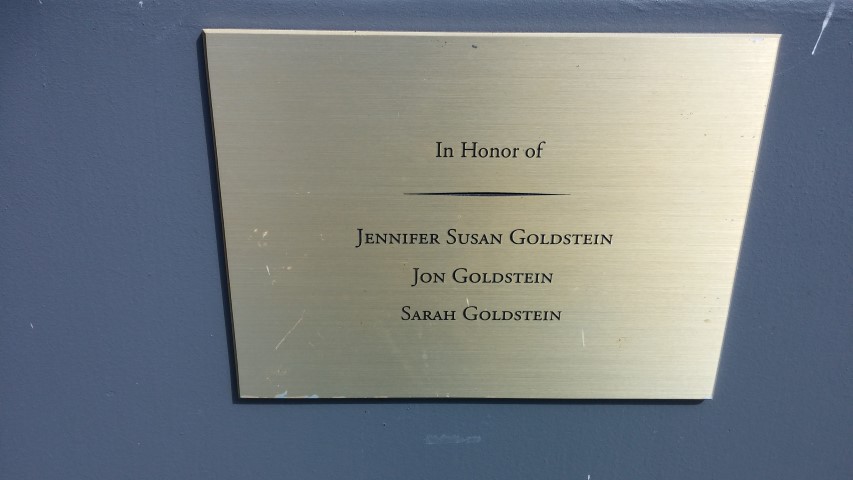 In Honor of
Jennifer Susan Goldstein
Jon Goldstein
Sarah Goldstein